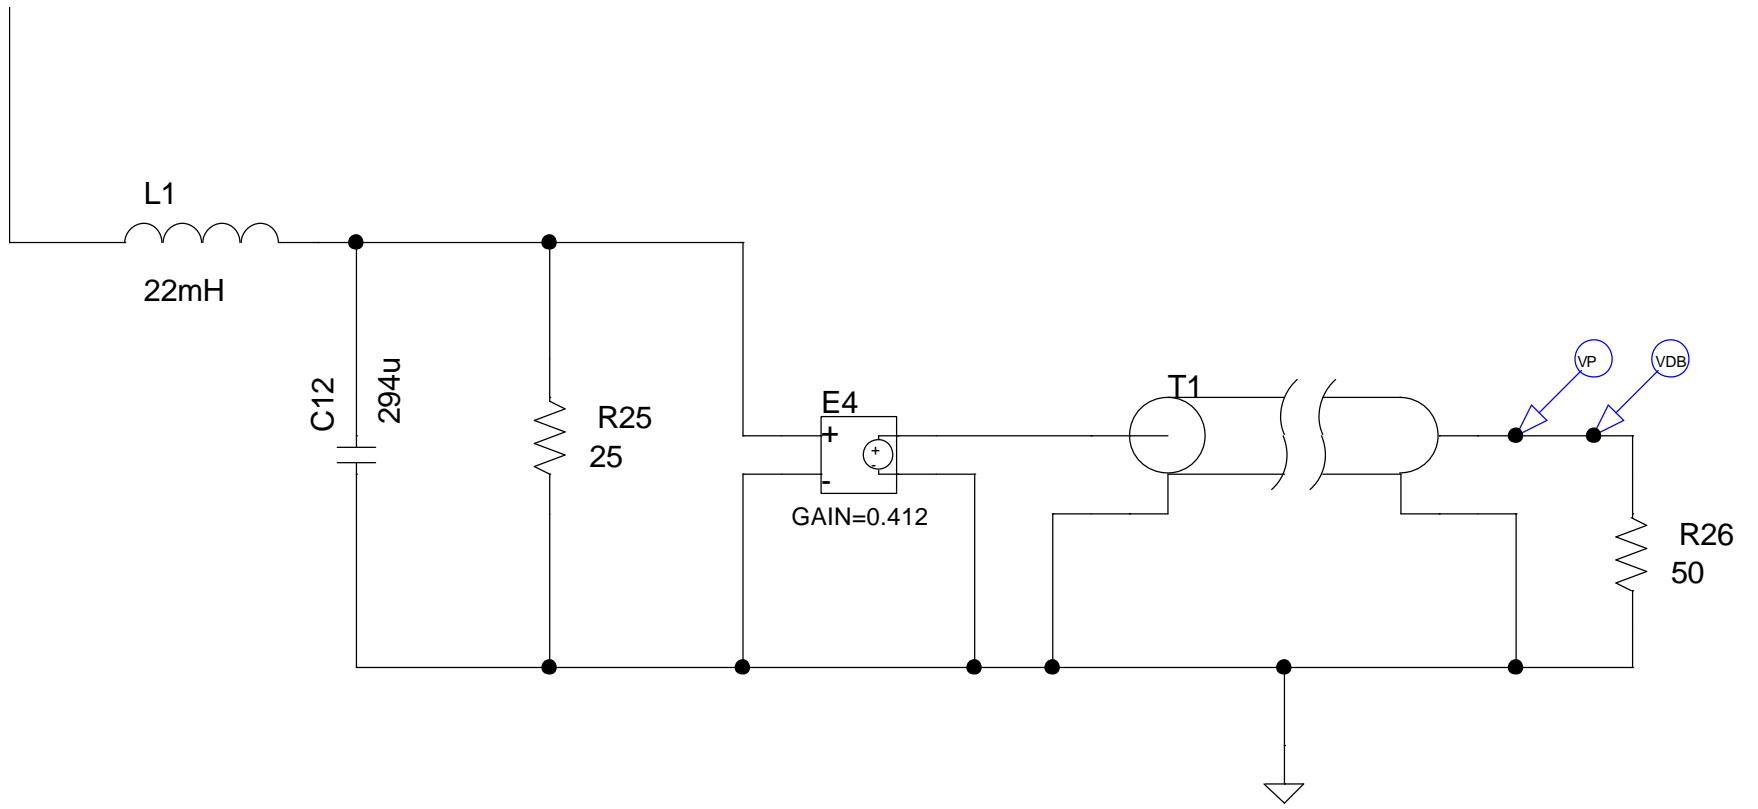 L1
22mH
C12
294u
R25
25
E4
+
-
+
-
GAIN=0.412
T1
VP
VDB
R26
50